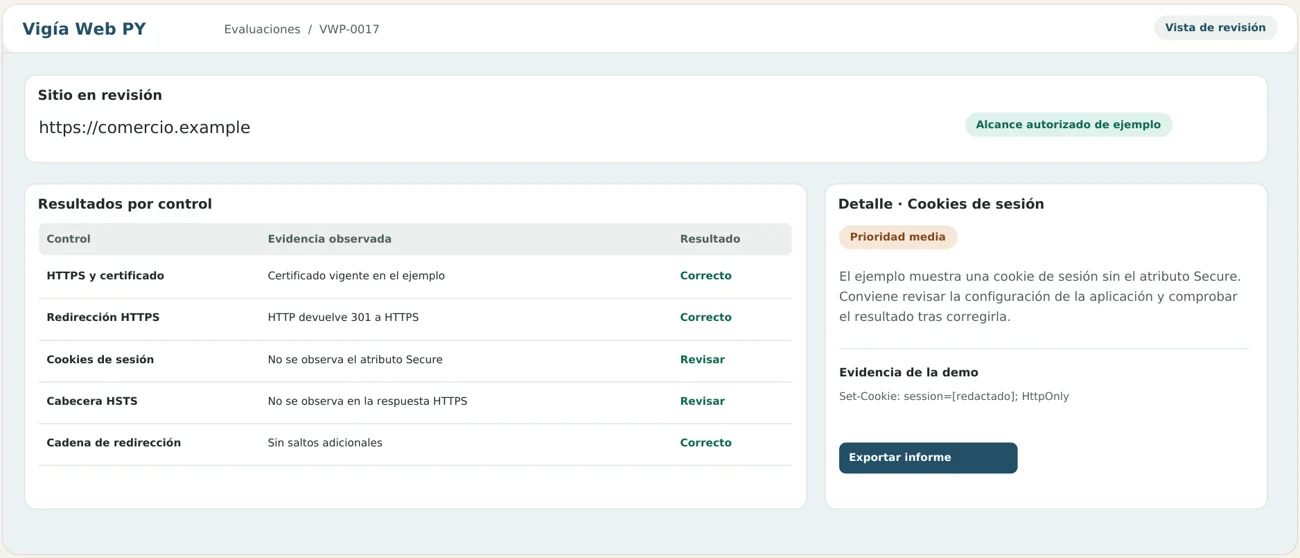 Vigía Web PY
Evaluaciones / VWP-0017
Vista de revisión
Sitio en revisión
https://comercio.example
Alcance autorizado de ejemplo
Resultados por control
Control Evidencia observada Resultado
HTTPS y certificado Certificado vigente en el ejemplo Correcto
Redirección HTTPS HTTP devuelve 301 a HTTPS Correcto
Cookies de sesión No se observa el atributo Secure Revisar
Cabecera HSTS No se observa en la respuesta HTTPS Revisar
Cadena de redirección Sin saltos adicionales Correcto
Detalle · Cookies de sesión
Prioridad media
El ejemplo muestra una cookie de sesión sin el atributo Secure.
Conviene revisar la configuración de la aplicación y comprobar
el resultado tras corregirla.
Evidencia de la demo
Set-Cookie: session=[redactado]; HttpOnly
Exportar informe